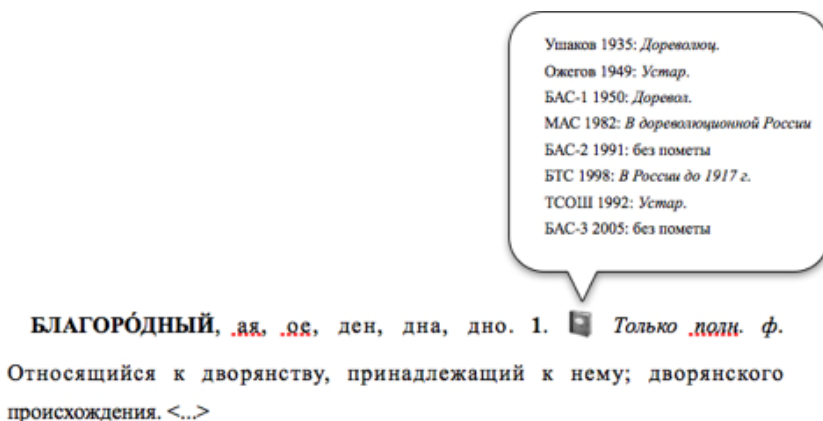 Ушаков 1935: Дореволюц.
Ожегов 1949: Устар.
БАС-1 1950: Доревол.
МАС 1982: В дореволюционной России
БАС-2 1991: без пометы
БТС 1998: В России до 1917 г.
ТСОШ 1992: Устар.
БАС-3 2005: без пометы
БЛАГОРО́ДНЫЙ, ая, ое, ден, дна, дно. 1. Только полн. ф.
Относящийся к дворянству, принадлежащий к нему; дворянского
происхождения. <...>